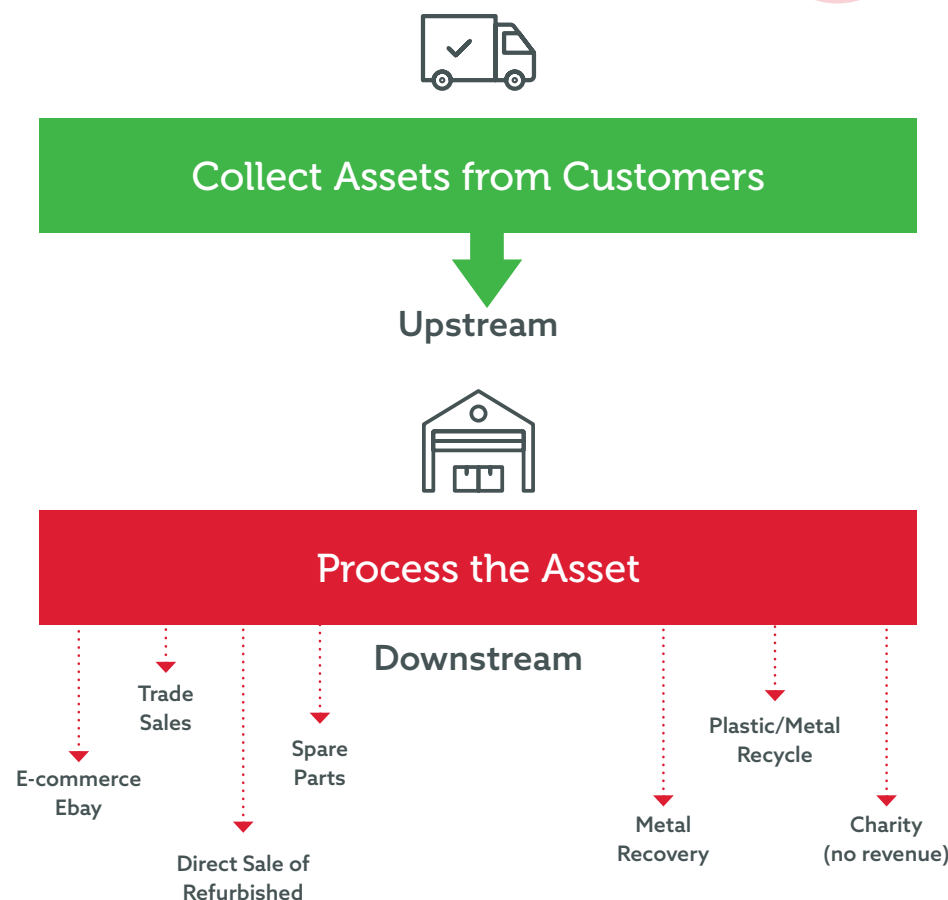 Collect Assets from Customers
Upstream
Process the Asset
Downstream
Trade
Sales
Spare
Parts
E-commerce
Ebay
Direct Sale of
Refurbished
Plastic/Metal
Recycle
Metal
Recovery
Charity
(no revenue)